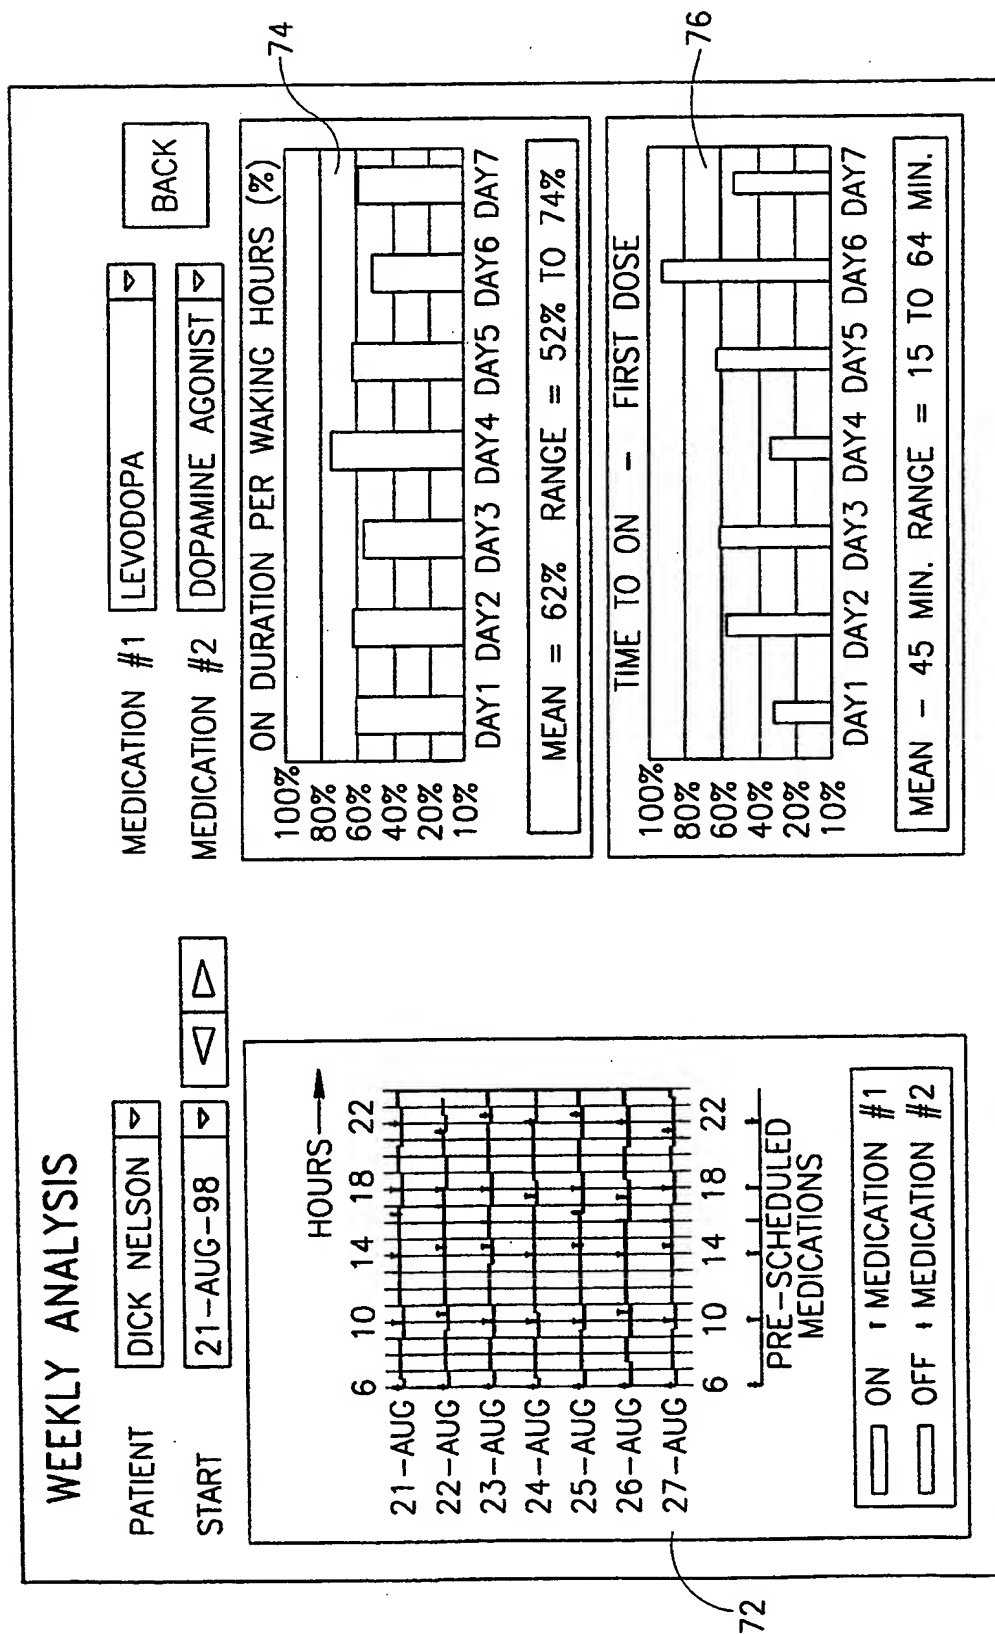 WEEKLY ANALYSIS
PATIENT
DICK NELSON
START
21-AUG-98
MEDICATION #1
LEVODOPA
MEDICATION #2
DOPAMINE AGONIST
BACK
HOURS
6 10 14 18 22
21-AUG
22-AUG
23-AUG
24-AUG
25-AUG
26-AUG
27-AUG
6 10 14 18 22
PRE-SCHEDULED
MEDICATIONS
ON MEDICATION #1
OFF MEDICATION #2
72
ON DURATION PER WAKING HOURS (%)
100%
80%
60%
40%
20%
10%
DAY1 DAY2 DAY3 DAY4 DAY5 DAY6 DAY7
MEAN = 62% RANGE = 52% TO 74%
74
TIME TO ON - FIRST DOSE
100%
80%
60%
40%
20%
10%
DAY1 DAY2 DAY3 DAY4 DAY5 DAY6 DAY7
MEAN - 45 MIN. RANGE = 15 TO 64 MIN.
76